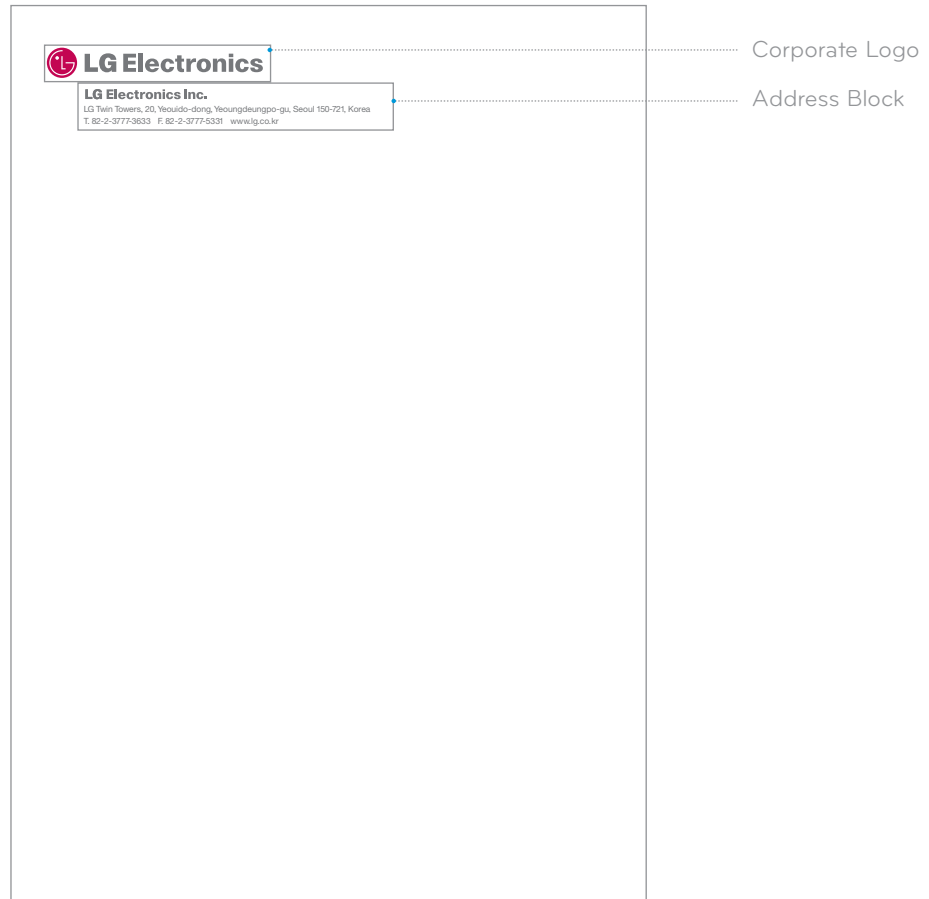 LG Electronics
Corporate Logo
LG Electronics Inc.
LG Twin Towers, 20, Yeouido-dong, Yeoungdeungpo-gu, Seoul 150-721, Korea
T. 82-2-3777-3633 F. 82-2-3777-5331 www.lg.co.kr
Address Block